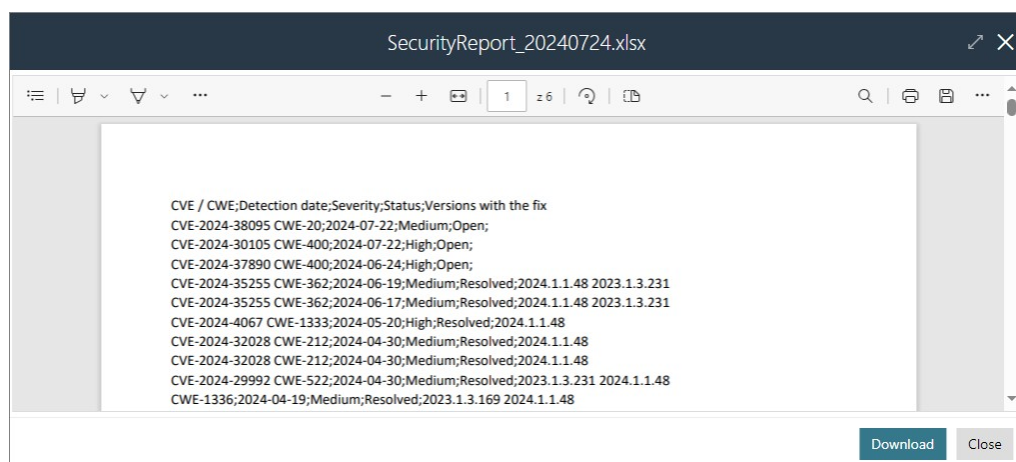 SecurityReport_20240724.xlsx
1 z 6
CVE / CWE;Detection date;Severity;Status;Versions with the fix
CVE-2024-38095 CWE-20;2024-07-22;Medium;Open;
CVE-2024-30105 CWE-400;2024-07-22;High;Open;
CVE-2024-37890 CWE-400;2024-06-24;High;Open;
CVE-2024-35255 CWE-362;2024-06-19;Medium;Resolved;2024.1.1.48 2023.1.3.231
CVE-2024-35255 CWE-362;2024-06-17;Medium;Resolved;2024.1.1.48 2023.1.3.231
CVE-2024-4067 CWE-1333;2024-05-20;High;Resolved;2024.1.1.48
CVE-2024-32028 CWE-212;2024-04-30;Medium;Resolved;2024.1.1.48
CVE-2024-32028 CWE-212;2024-04-30;Medium;Resolved;2024.1.1.48
CVE-2024-29992 CWE-522;2024-04-30;Medium;Resolved;2023.1.3.231 2024.1.1.48
CWE-1336;2024-04-19;Medium;Resolved;2023.1.3.169 2024.1.1.48
Download Close